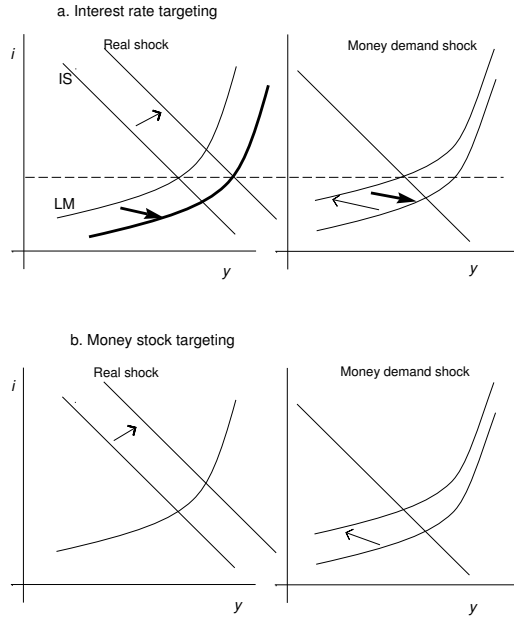 a. Interest rate targeting
Real shock
Money demand shock
i
IS
LM
y
y
b. Money stock targeting
Real shock
Money demand shock
i
y
y